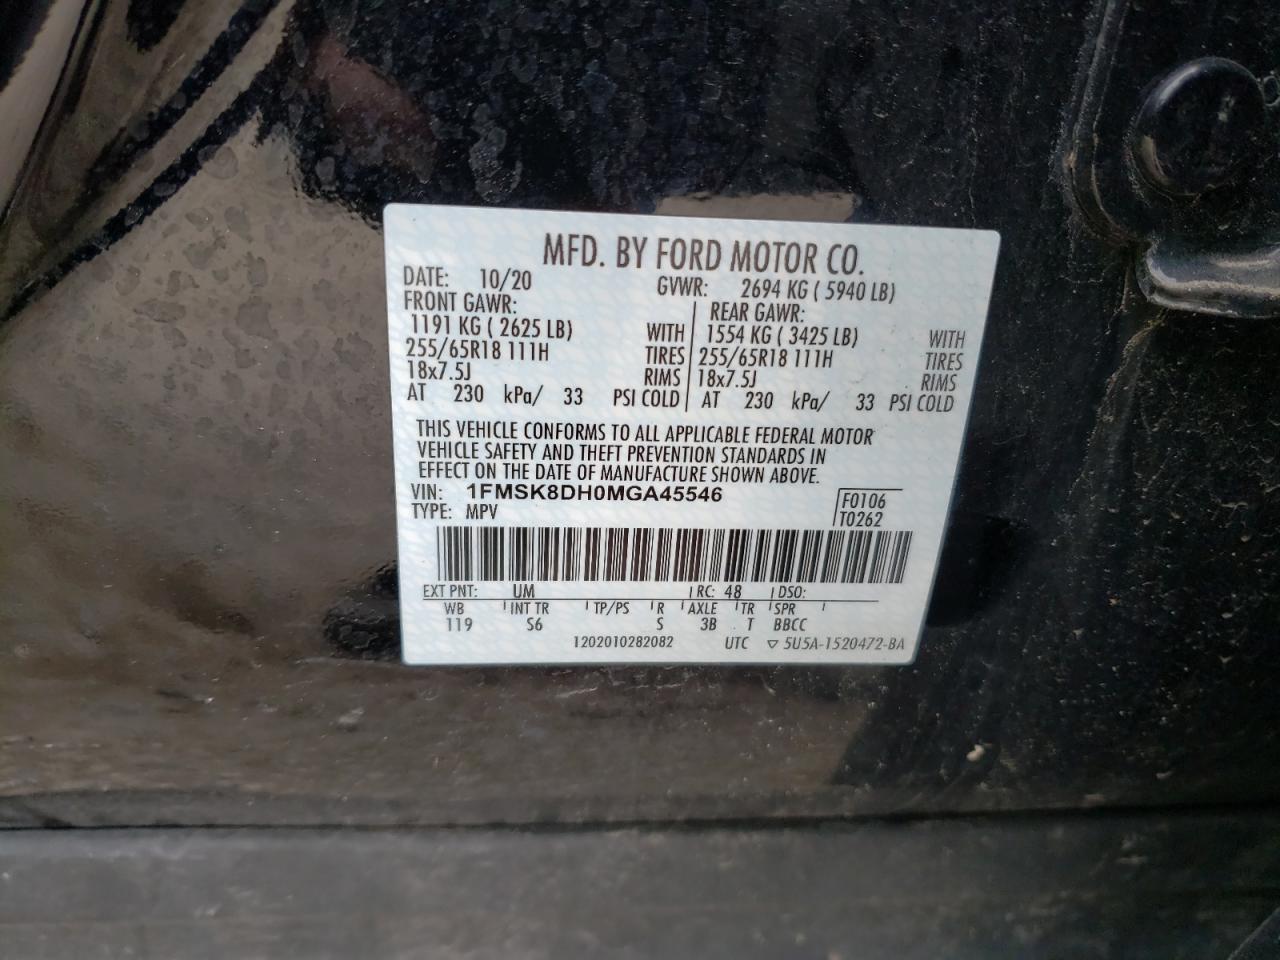 MFD. BY FORD MOTOR CO.
DATE: 10/20 GVWR: 2694 KG ( 5940 LB)
FRONT GAWR: REAR GAWR:
1191 KG ( 2625 LB) WITH 1554 KG ( 3425 LB) WITH
255/65R18 111H TIRES 255/65R18 111H TIRES
18x7.5J RIMS 18x7.5J RIMS
AT 230 kPa/ 33 PSI COLD AT 230 kPa/ 33 PSI COLD
THIS VEHICLE CONFORMS TO ALL APPLICABLE FEDERAL MOTOR
VEHICLE SAFETY AND THEFT PREVENTION STANDARDS IN
EFFECT ON THE DATE OF MANUFACTURE SHOWN ABOVE.
VIN: 1FMSK8DH0MGA45546 F0106
TYPE: MPV T0262
EXT PNT: UM RC: 48 DSO:
WB INT TR TP/PS R AXLE TR SPR
119 S6 S 3B T BBCC
1202010282082 UTC ▽ 5U5A-1520472-BA